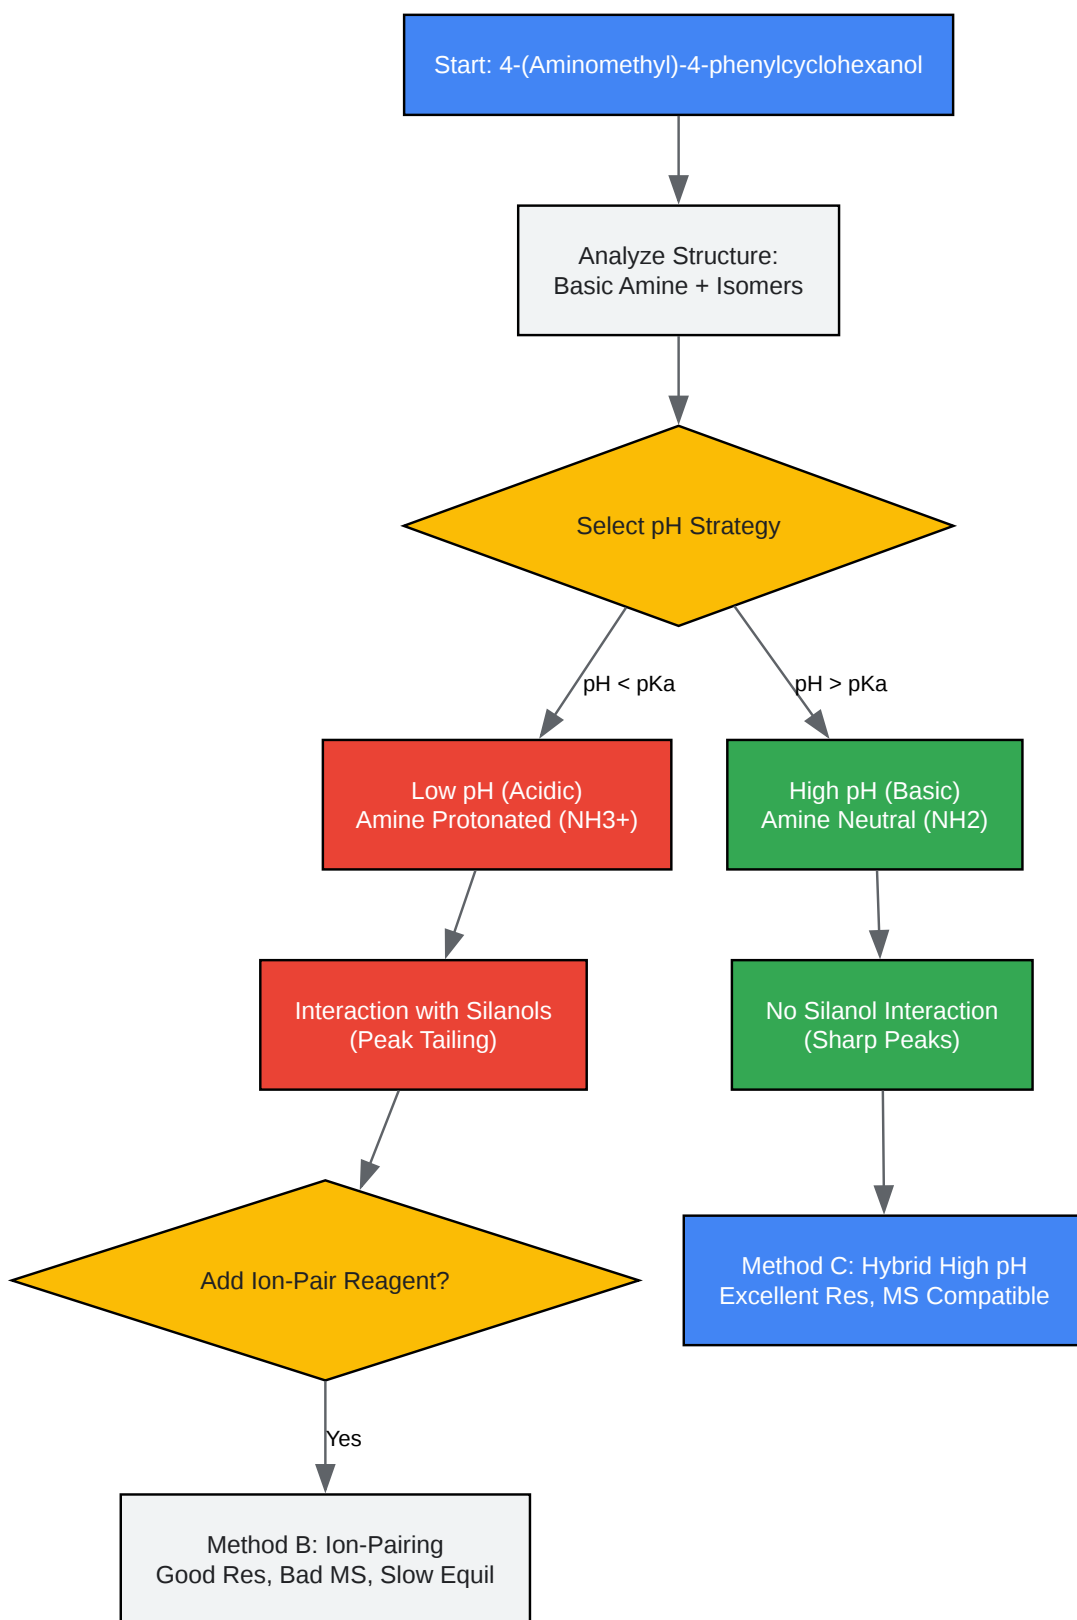 Start: 4-(Aminomethyl)-4-phenylcyclohexanol
Analyze Structure:
Basic Amine + Isomers
Select pH Strategy
pH < pKa
pH > pKa
Low pH (Acidic)
Amine Protonated (NH3+)
High pH (Basic)
Amine Neutral (NH2)
Interaction with Silanols
(Peak Tailing)
No Silanol Interaction
(Sharp Peaks)
Add Ion-Pair Reagent?
Method C: Hybrid High pH
Excellent Res, MS Compatible
Yes
Method B: Ion-Pairing
Good Res, Bad MS, Slow Equil